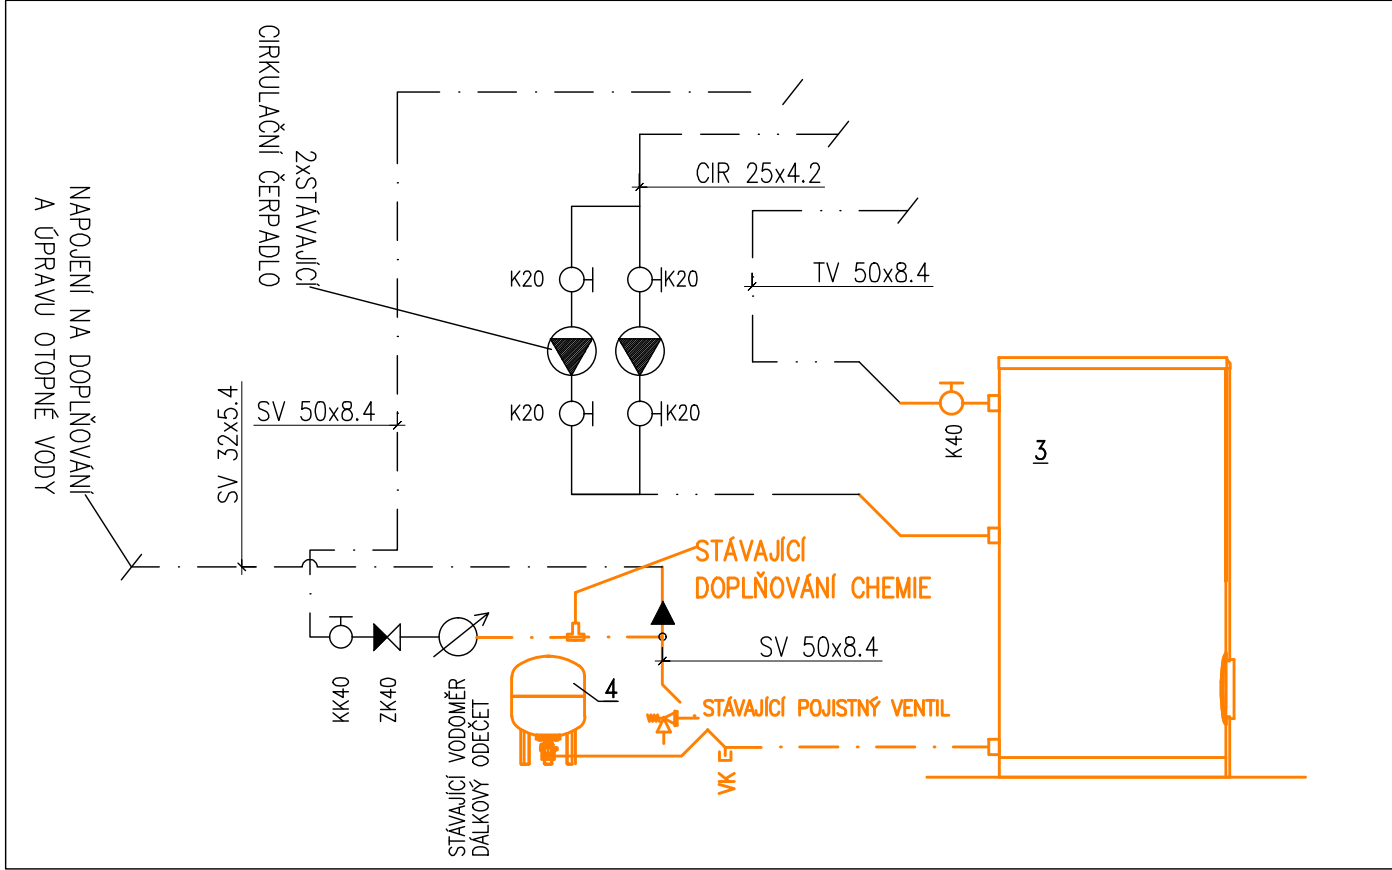 CIRKULAČNÍ ČERPADLO
2xSTÁVAJÍCÍ
NAPOJENÍ NA DOPLŇOVÁNÍ
A ÚPRAVU OTOPNÉ VODY
CIR 25x4.2
TV 50x8.4
K20
K20
K20
K20
SV 50x8.4
SV 32x5.4
K40
3
STÁVAJÍCÍ
DOPLŇOVÁNÍ CHEMIE
SV 50x8.4
4
STÁVAJÍCÍ POJISTNÝ VENTIL
KK40
ZK40
STÁVAJÍCÍ VODOMĚR
DÁLKOVÝ ODEČET
VK